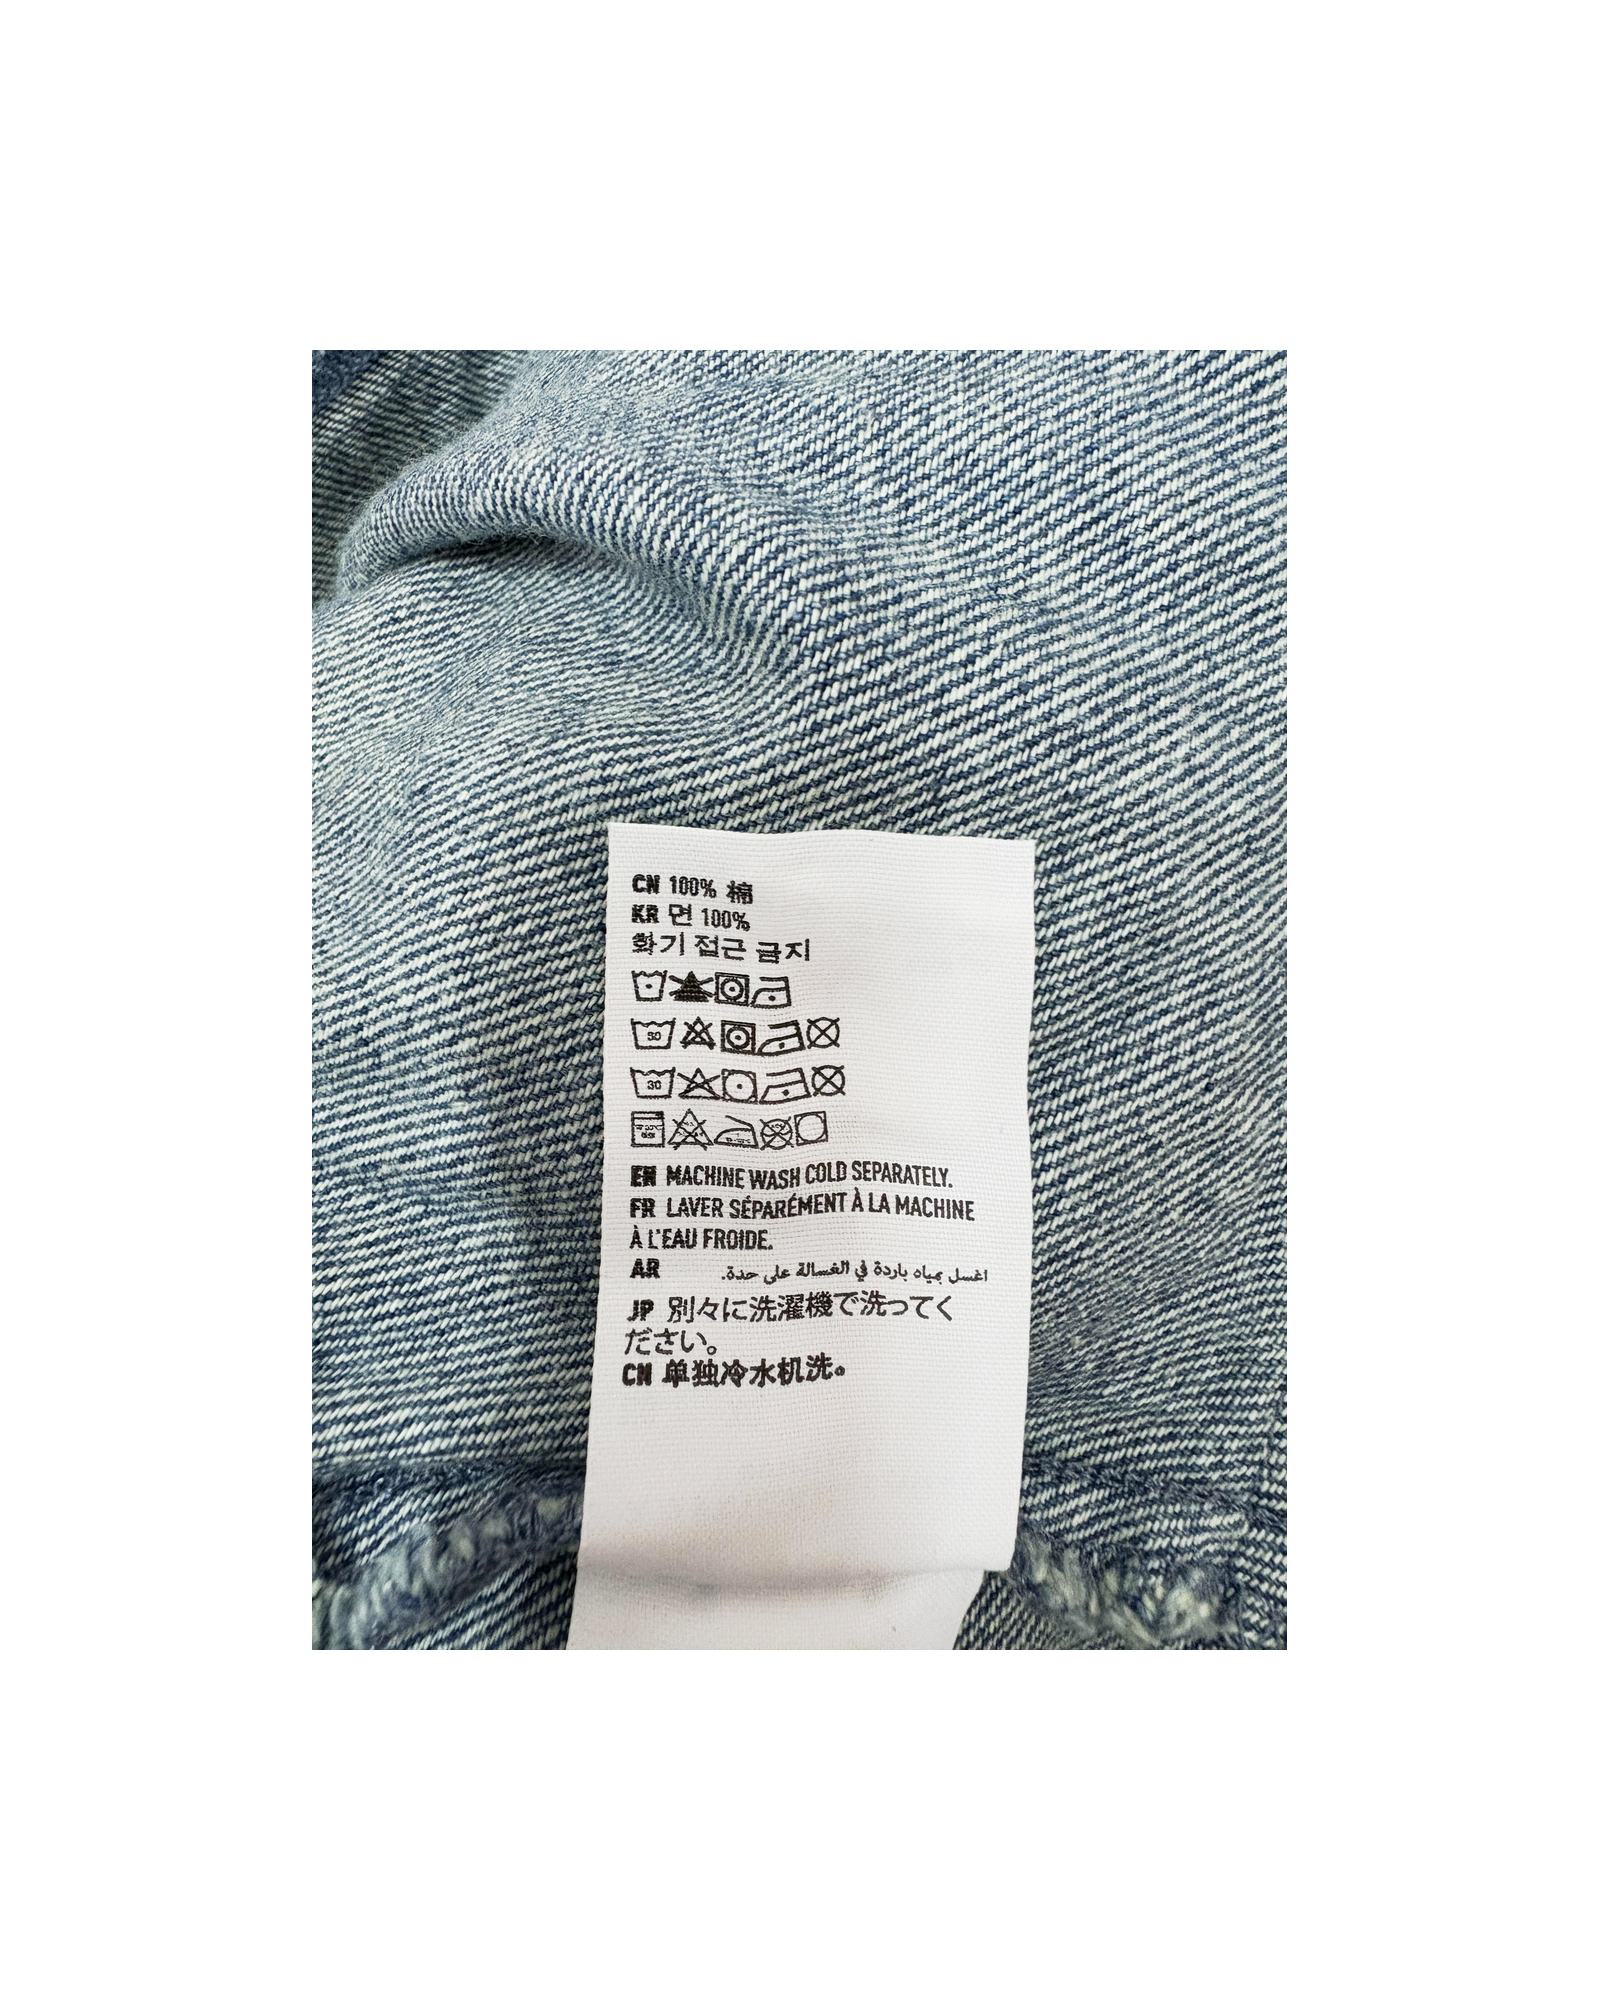 CN 100% 棉
KR 면 100%
화기 접근 금지
30
30
EN MACHINE WASH COLD SEPARATELY.
FR LAVER SÉPARÉMENT À LA MACHINE
À L'EAU FROIDE.
AR اغسل بمياه باردة في الغسالة على حدة.
JP 別々に洗濯機で洗ってく
ださい。
CN 单独冷水机洗。